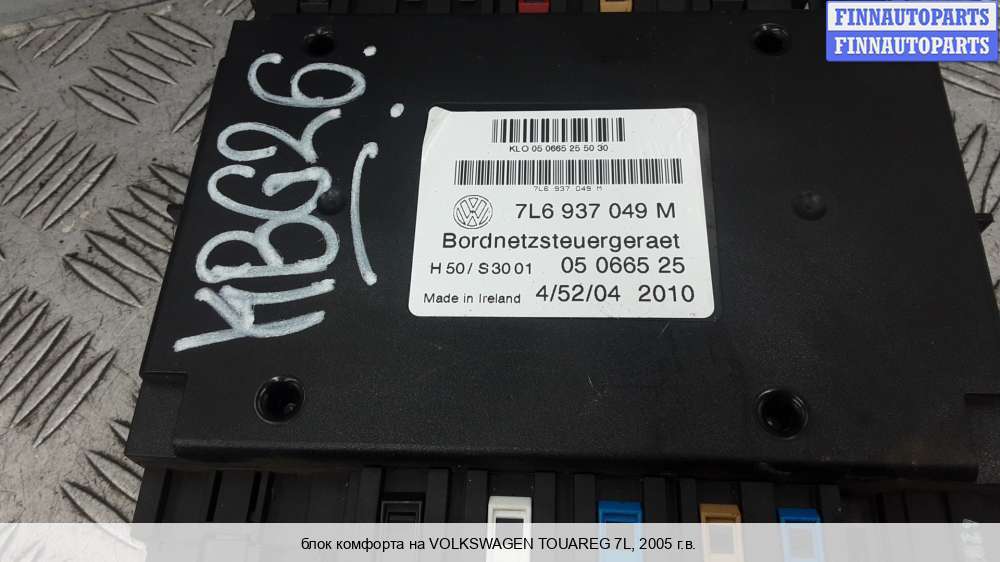 FINNAUTOPARTS
FINNAUTOPARTS
KBG26.
KLO 05 0665 25 50 30
7L6 937 049 M
7L6 937 049 M
Bordnetzsteuergeraet
H 50 / S 30 01 05 0665 25
Made in Ireland 4/52/04 2010
блок комфорта на VOLKSWAGEN TOUAREG 7L, 2005 г.в.